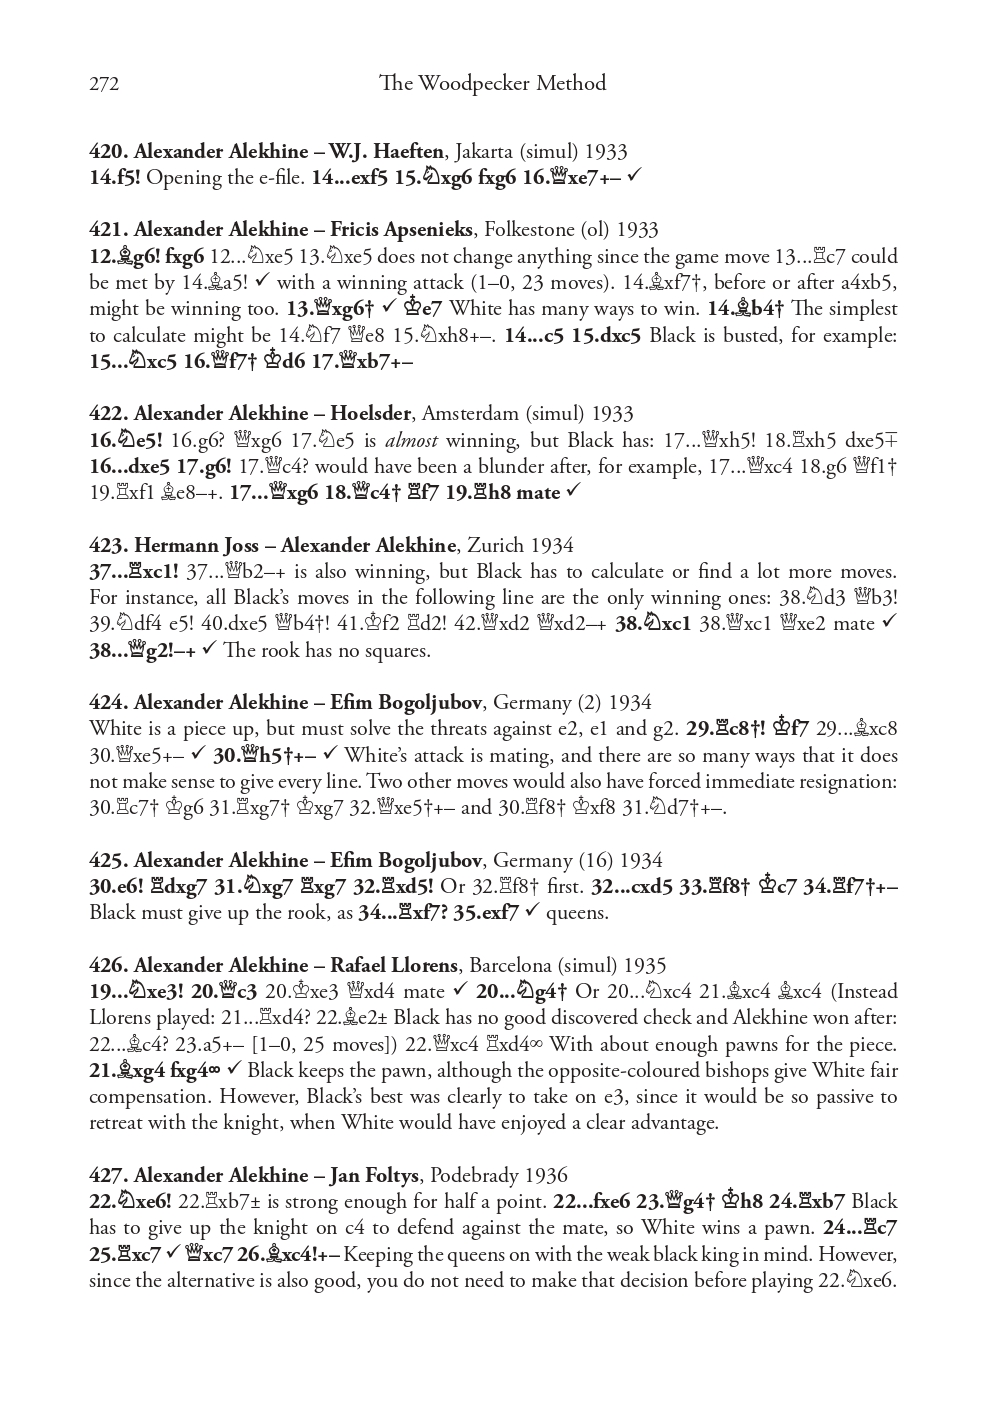 272
The Woodpecker Method
420. Alexander Alekhine – W.J. Haeften, Jakarta (simul) 1933
14.f5! Opening the e-file. 14...exf5 15.♘xg6 fxg6 16.♕xe7+– ✓
421. Alexander Alekhine – Fricis Apsenieks, Folkestone (ol) 1933
12.♗g6! fxg6 12...♘xe5 13.♘xe5 does not change anything since the game move 13...♖c7 could
be met by 14.♗a5! ✓ with a winning attack (1–0, 23 moves). 14.♗xf7†, before or after a4xb5,
might be winning too. 13.♕xg6† ✓ ♔e7 White has many ways to win. 14.♗b4† The simplest
to calculate might be 14.♘f7 ♕e8 15.♘xh8+–. 14...c5 15.dxc5 Black is busted, for example:
15...♘xc5 16.♕f7† ♔d6 17.♕xb7+–
422. Alexander Alekhine – Hoelsder, Amsterdam (simul) 1933
16.♘e5! 16.g6? ♕xg6 17.♘e5 is almost winning, but Black has: 17...♕xh5! 18.♖xh5 dxe5∓
16...dxe5 17.g6! 17.♕c4? would have been a blunder after, for example, 17...♕xc4 18.g6 ♕f1†
19.♖xf1 ♗e8–+. 17...♕xg6 18.♕c4† ♖f7 19.♖h8 mate ✓
423. Hermann Joss – Alexander Alekhine, Zurich 1934
37...♖xc1! 37...♕b2–+ is also winning, but Black has to calculate or find a lot more moves.
For instance, all Black's moves in the following line are the only winning ones: 38.♘d3 ♕b3!
39.♘df4 e5! 40.dxe5 ♕b4†! 41.♔f2 ♖d2! 42.♕xd2 ♕xd2–+ 38.♘xc1 38.♕xc1 ♕xe2 mate ✓
38...♕g2!–+ ✓ The rook has no squares.
424. Alexander Alekhine – Efim Bogoljubov, Germany (2) 1934
White is a piece up, but must solve the threats against e2, e1 and g2. 29.♖c8†! ♔f7 29...♗xc8
30.♕xe5+– ✓ 30.♕h5†+– ✓ White's attack is mating, and there are so many ways that it does
not make sense to give every line. Two other moves would also have forced immediate resignation:
30.♖c7† ♔g6 31.♖xg7† ♔xg7 32.♕xe5†+– and 30.♖f8† ♔xf8 31.♘d7†+–.
425. Alexander Alekhine – Efim Bogoljubov, Germany (16) 1934
30.e6! ♖dxg7 31.♘xg7 ♖xg7 32.♖xd5! Or 32.♖f8† first. 32...cxd5 33.♖f8† ♔c7 34.♖f7†+–
Black must give up the rook, as 34...♖xf7? 35.exf7 ✓ queens.
426. Alexander Alekhine – Rafael Llorens, Barcelona (simul) 1935
19...♘xe3! 20.♕c3 20.♔xe3 ♕xd4 mate ✓ 20...♘g4† Or 20...♘xc4 21.♗xc4 ♗xc4 (Instead
Llorens played: 21...♖xd4? 22.♗e2± Black has no good discovered check and Alekhine won after:
22...♗c4? 23.a5+– [1–0, 25 moves]) 22.♕xc4 ♖xd4∞ With about enough pawns for the piece.
21.♗xg4 fxg4∞ ✓ Black keeps the pawn, although the opposite-coloured bishops give White fair
compensation. However, Black's best was clearly to take on e3, since it would be so passive to
retreat with the knight, when White would have enjoyed a clear advantage.
427. Alexander Alekhine – Jan Foltys, Podebrady 1936
22.♘xe6! 22.♖xb7± is strong enough for half a point. 22...fxe6 23.♕g4† ♔h8 24.♖xb7 Black
has to give up the knight on c4 to defend against the mate, so White wins a pawn. 24...♖c7
25.♖xc7 ✓ ♕xc7 26.♗xc4!+– Keeping the queens on with the weak black king in mind. However,
since the alternative is also good, you do not need to make that decision before playing 22.♘xe6.